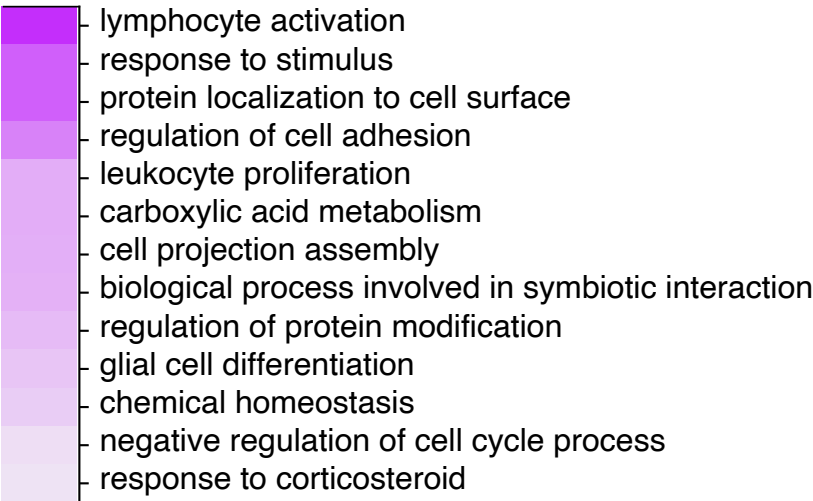 lymphocyte activation
response to stimulus
protein localization to cell surface
regulation of cell adhesion
leukocyte proliferation
carboxylic acid metabolism
cell projection assembly
biological process involved in symbiotic interaction
regulation of protein modification
glial cell differentiation
chemical homeostasis
negative regulation of cell cycle process
response to corticosteroid